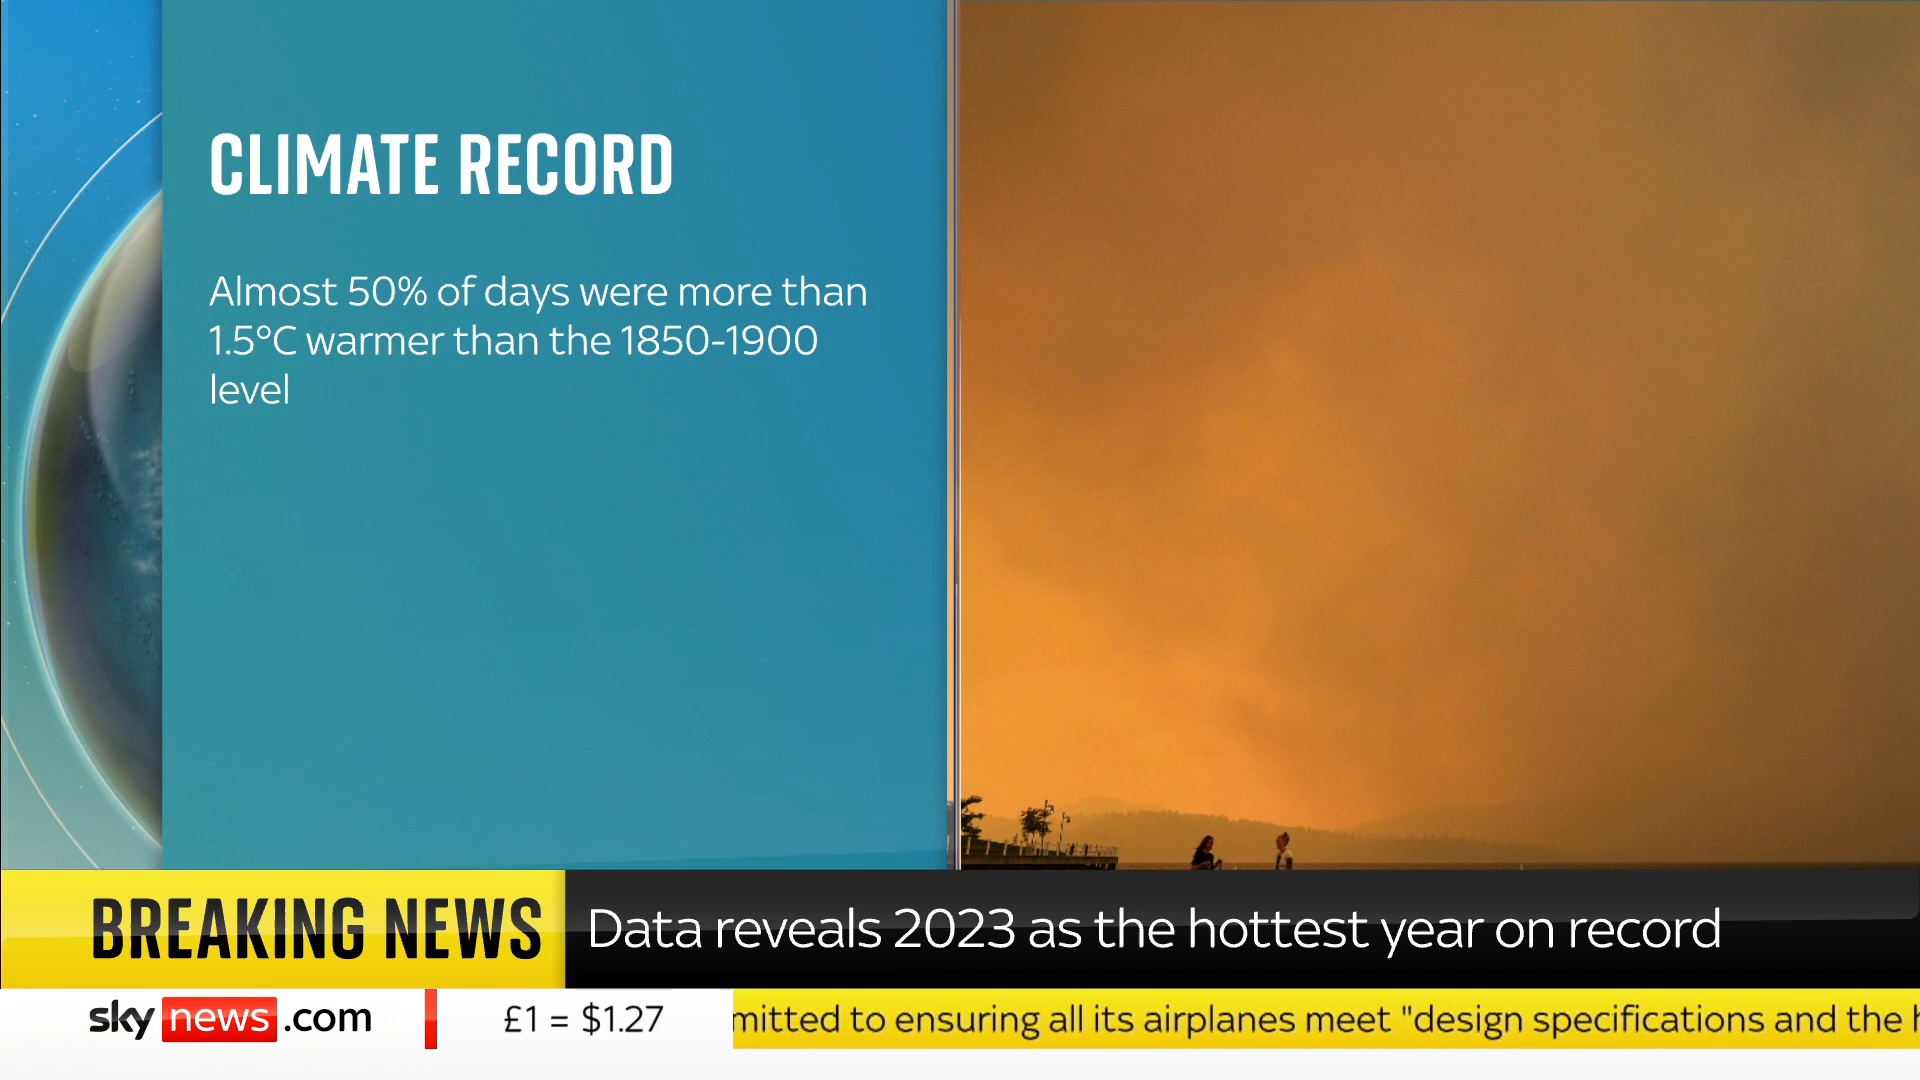 CLIMATE RECORD
Almost 50% of days were more than
1.5°C warmer than the 1850-1900
level
BREAKING NEWS
Data reveals 2023 as the hottest year on record
sky news .com
£1 = $1.27
to ensuring all its airplanes meet "design specifications and the